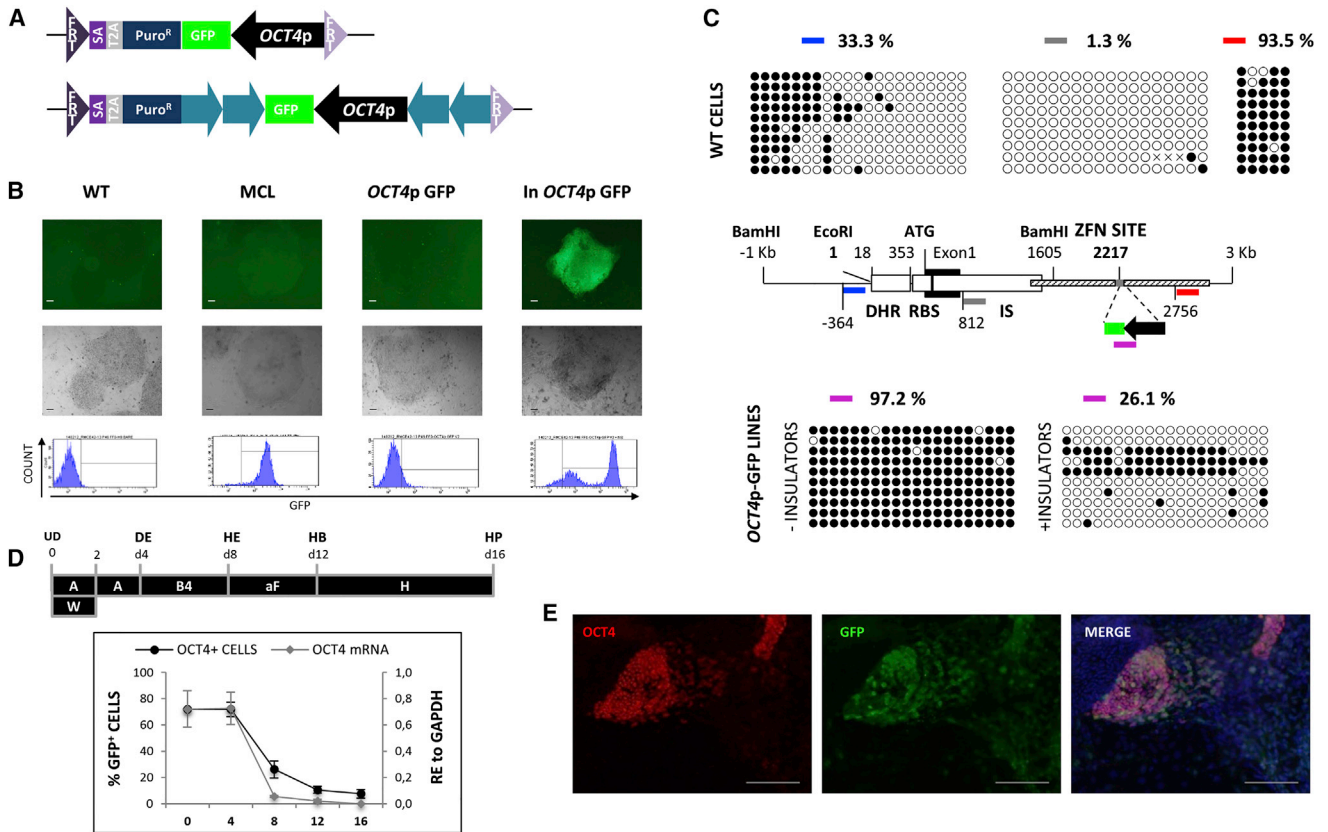 A
FRT SA T2A Puro^R GFP OCT4p FRT
FRT SA T2A Puro^R GFP OCT4p FRT
B
WT MCL OCT4p GFP In OCT4p GFP
COUNT
GFP
C
33.3 % 1.3 % 93.5 %
WT CELLS
x x x
BamHI EcoRI ATG BamHI ZFN SITE
-1 Kb 1 18 353 Exon1 1605 2217 3 Kb
DHR RBS IS
-364 812 2756
97.2 % 26.1 %
OCT4p-GFP LINES
- INSULATORS
+INSULATORS
D
UD DE HE HB HP
0 2 d4 d8 d12 d16
A A B4 aF H
W
OCT4+ CELLS OCT4 mRNA
% GFP+ CELLS
100
80
60
40
20
0
1,0
0,8
0,6
0,4
0,2
0,0
RE to GAPDH
0 4 8 12 16
E
OCT4 GFP MERGE